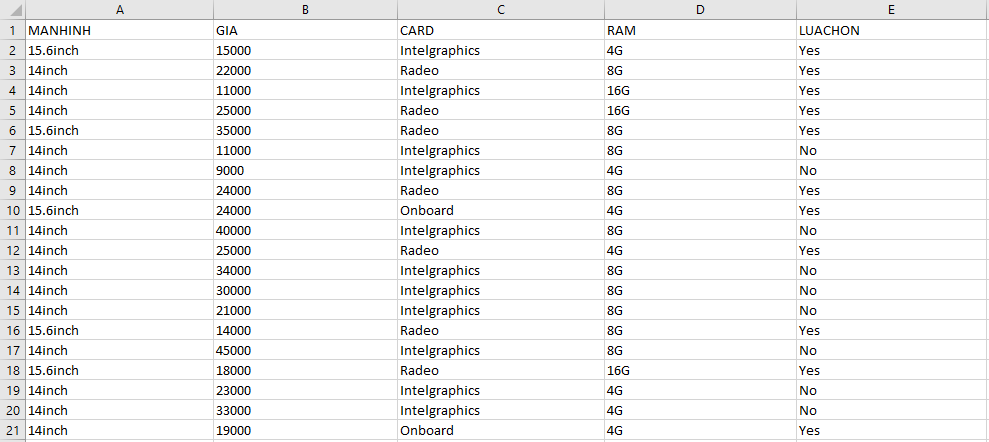 A B C D E
1 MANHINH GIA CARD RAM LUACHON
2 15.6inch 15000 Intelgraphics 4G Yes
3 14inch 22000 Radeo 8G Yes
4 14inch 11000 Intelgraphics 16G Yes
5 14inch 25000 Radeo 16G Yes
6 15.6inch 35000 Radeo 8G Yes
7 14inch 11000 Intelgraphics 8G No
8 14inch 9000 Intelgraphics 4G No
9 14inch 24000 Radeo 8G Yes
10 15.6inch 24000 Onboard 4G Yes
11 14inch 40000 Intelgraphics 8G No
12 14inch 25000 Radeo 4G Yes
13 14inch 34000 Intelgraphics 8G No
14 14inch 30000 Intelgraphics 8G No
15 14inch 21000 Intelgraphics 8G No
16 15.6inch 14000 Radeo 8G Yes
17 14inch 45000 Intelgraphics 8G No
18 15.6inch 18000 Radeo 16G Yes
19 14inch 23000 Intelgraphics 4G No
20 14inch 33000 Intelgraphics 4G No
21 14inch 19000 Onboard 4G Yes